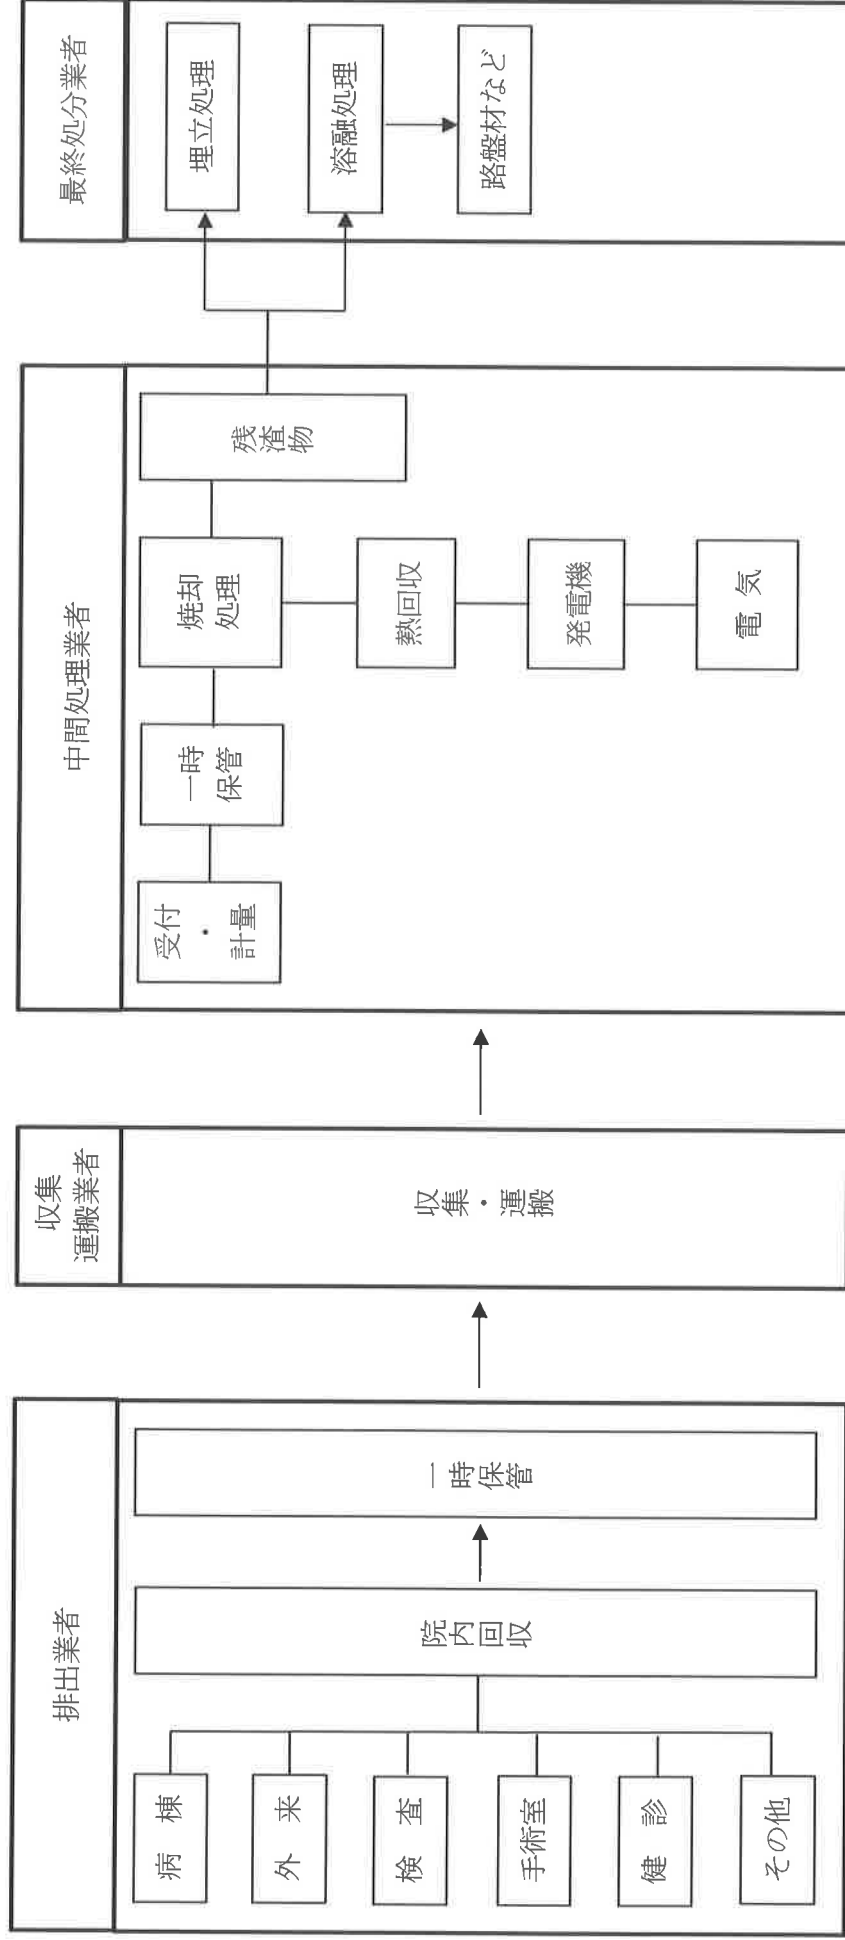 排出業者
病　棟
外　来
検　査
手術室
健　診
その他
院内回収
一時保管
収集
運搬業者
収集・運搬
中間処理業者
受付
・
計量
一時
保管
焼却
処理
熱回収
発電機
電　気
残渣物
最終処分業者
埋立処理
溶融処理
路盤材など